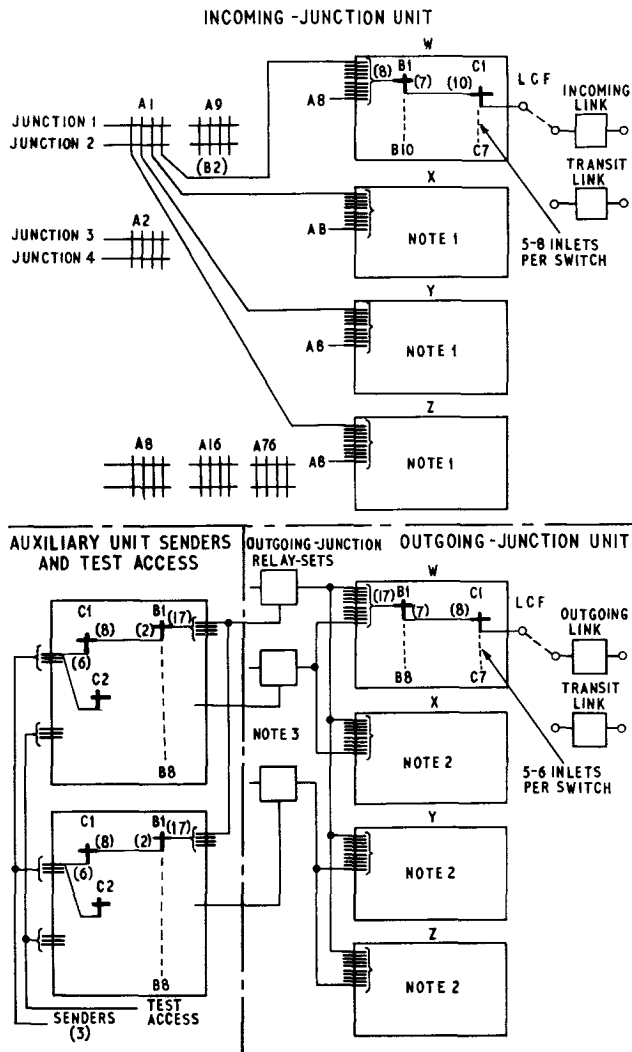 INCOMING -JUNCTION UNIT
W
(8)
B1
(7)
(10)
C1
L C F
INCOMING
LINK
A8
B10
C7
TRANSIT
LINK
5-8 INLETS
PER SWITCH
A1
A9
JUNCTION 1
JUNCTION 2
(B2)
X
A8
NOTE 1
A2
JUNCTION 3
JUNCTION 4
Y
A8
NOTE 1
Z
A8
NOTE 1
A8
A16
A76
AUXILIARY UNIT SENDERS
AND TEST ACCESS
C1
B1
(17)
(8)
(2)
(6)
C2
B8
C1
B1
(17)
(8)
(2)
(6)
C2
B8
SENDERS
(3)
TEST
ACCESS
OUTGOING-JUNCTION
RELAY-SETS
NOTE 3
OUTGOING-JUNCTION UNIT
W
(17)
B1
(7)
(8)
C1
L C F
OUTGOING
LINK
B8
C7
TRANSIT
LINK
5-6 INLETS
PER SWITCH
X
NOTE 2
Y
NOTE 2
Z
NOTE 2